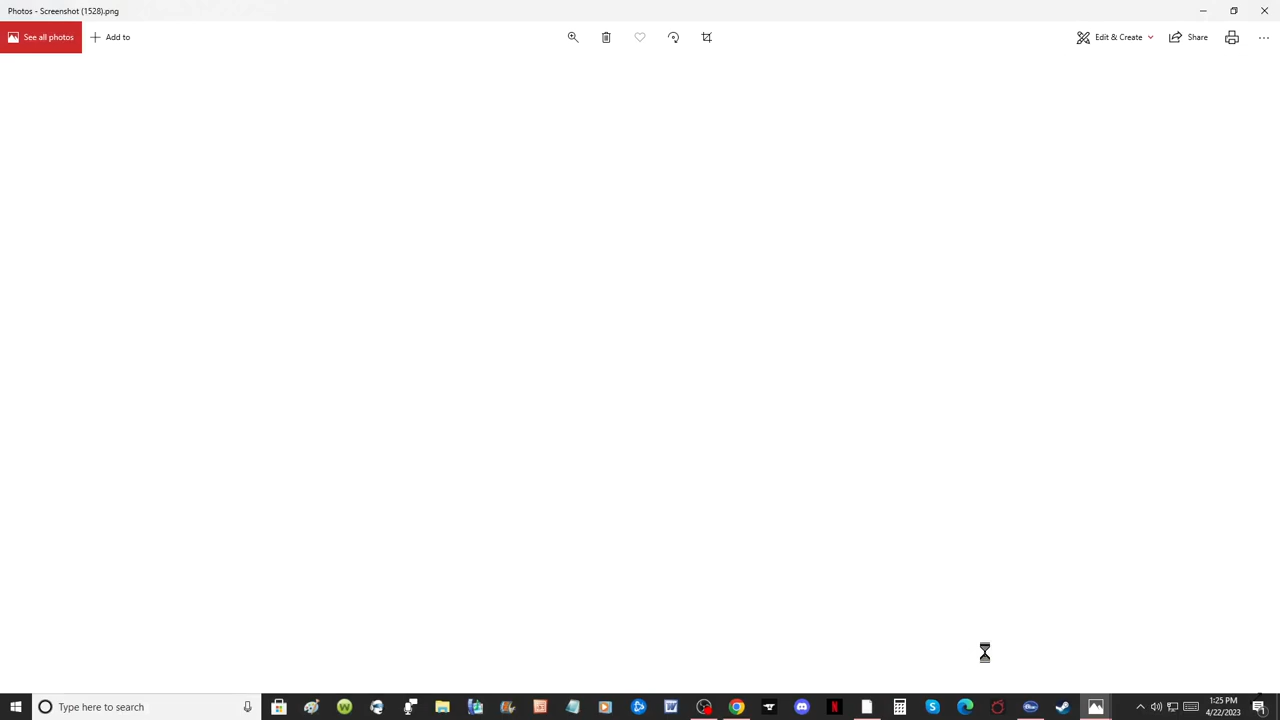 Photos - Screenshot (1528).png
See all photos
Add to
Edit & Create
Share
Type here to search
1:25 PM
4/22/2023